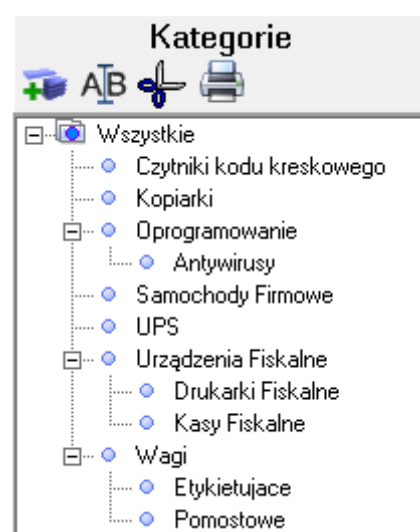 Kategorie
AB
Wszystkie
Czytniki kodu kreskowego
Kopiarki
Oprogramowanie
Antywirusy
Samochody Firmowe
UPS
Urządzenia Fiskalne
Drukarki Fiskalne
Kasy Fiskalne
Wagi
Etykietujace
Pomostowe